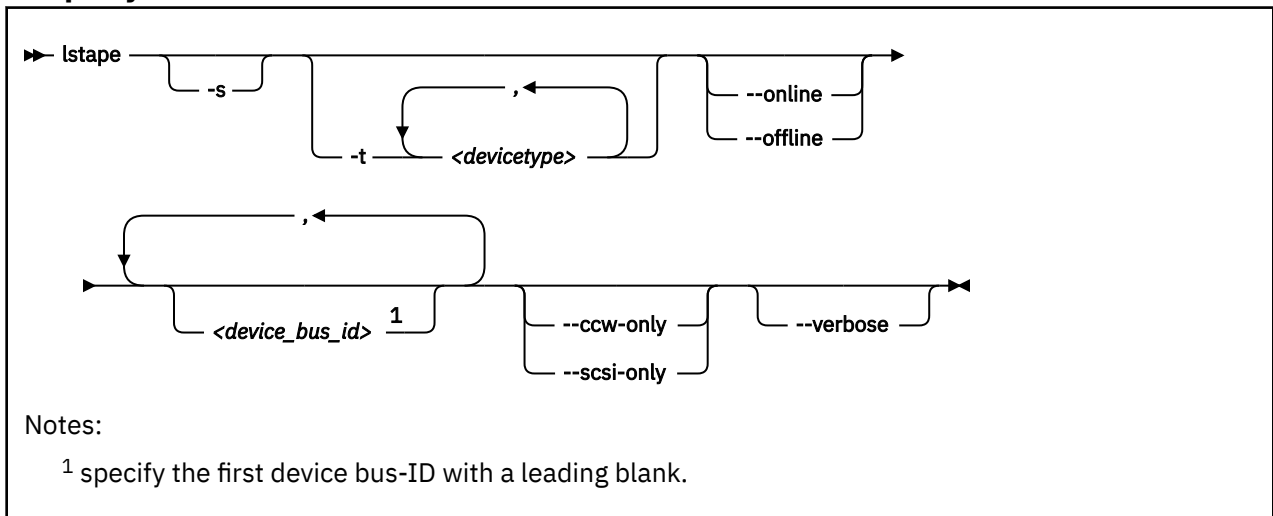 lstape
-s
-t
,
<devicetype>
--online
--offline
,
<device_bus_id> 1
--ccw-only
--scsi-only
--verbose
Notes:
1 specify the first device bus-ID with a leading blank.